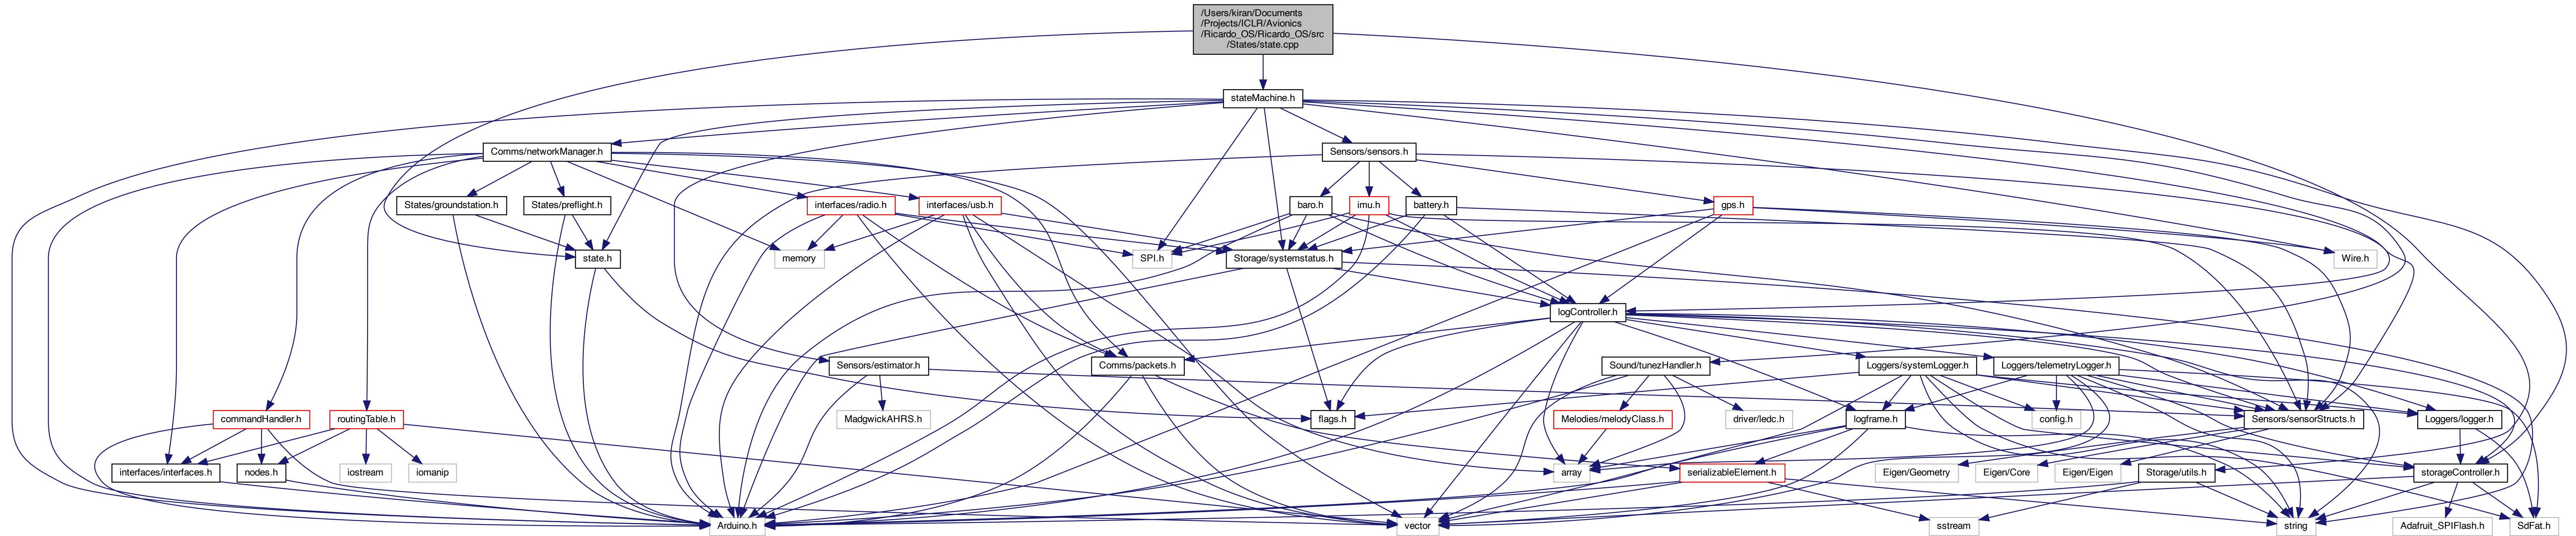 /Users/kiran/Documents
/Projects/ICLR/Avionics
/Ricardo_OS/Ricardo_OS/src
/States/state.cpp
stateMachine.h
Comms/networkManager.h
Sensors/sensors.h
States/groundstation.h
States/preflight.h
interfaces/radio.h
interfaces/usb.h
baro.h
imu.h
battery.h
gps.h
state.h
memory
SPI.h
Storage/systemstatus.h
Wire.h
logController.h
Sensors/estimator.h
Comms/packets.h
Sound/tunezHandler.h
Loggers/systemLogger.h
Loggers/telemetryLogger.h
commandHandler.h
routingTable.h
MadgwickAHRS.h
flags.h
Melodies/melodyClass.h
driver/ledc.h
logframe.h
config.h
Sensors/sensorStructs.h
Loggers/logger.h
interfaces/interfaces.h
nodes.h
iostream
iomanip
array
serializableElement.h
Eigen/Geometry
Eigen/Core
Eigen/Eigen
Storage/utils.h
storageController.h
Arduino.h
vector
sstream
string
Adafruit_SPIFlash.h
SdFat.h